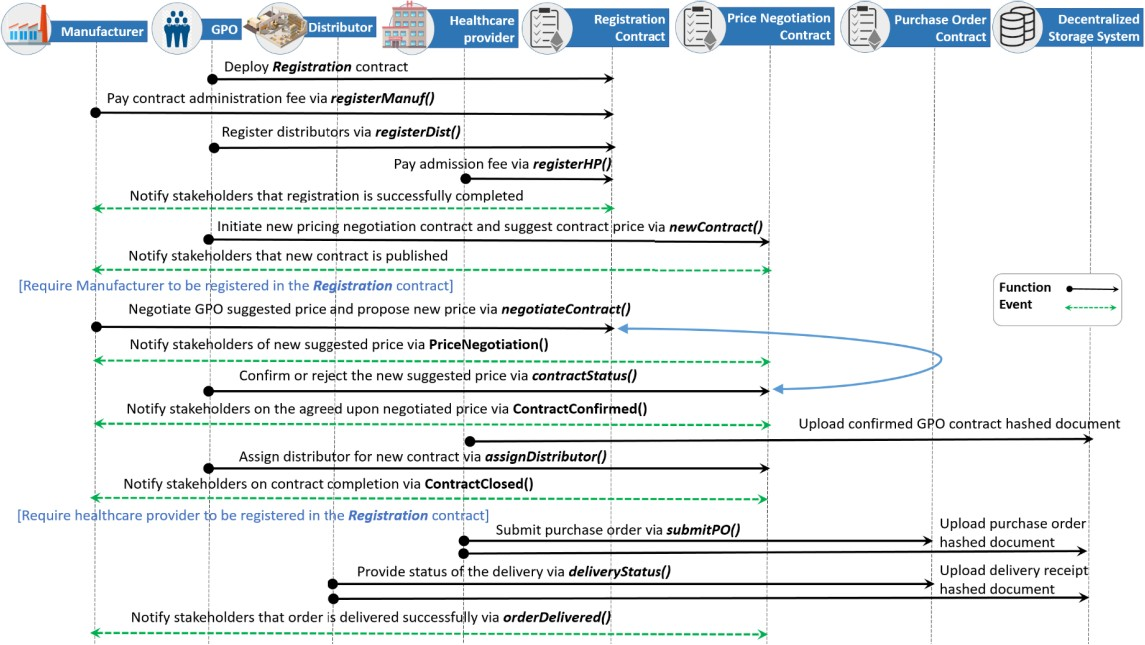 Manufacturer
GPO
Distributor
Healthcare
provider
Registration
Contract
Price Negotiation
Contract
Purchase Order
Contract
Decentralized
Storage System
Deploy Registration contract
Pay contract administration fee via registerManuf()
Register distributors via registerDist()
Pay admission fee via registerHP()
Notify stakeholders that registration is successfully completed
Initiate new pricing negotiation contract and suggest contract price via newContract()
Notify stakeholders that new contract is published
[Require Manufacturer to be registered in the Registration contract]
Function
Event
Negotiate GPO suggested price and propose new price via negotiateContract()
Notify stakeholders of new suggested price via PriceNegotiation()
Confirm or reject the new suggested price via contractStatus()
Notify stakeholders on the agreed upon negotiated price via ContractConfirmed()
Upload confirmed GPO contract hashed document
Assign distributor for new contract via assignDistributor()
Notify stakeholders on contract completion via ContractClosed()
[Require healthcare provider to be registered in the Registration contract]
Submit purchase order via submitPO()
Upload purchase order
hashed document
Provide status of the delivery via deliveryStatus()
Upload delivery receipt
hashed document
Notify stakeholders that order is delivered successfully via orderDelivered()